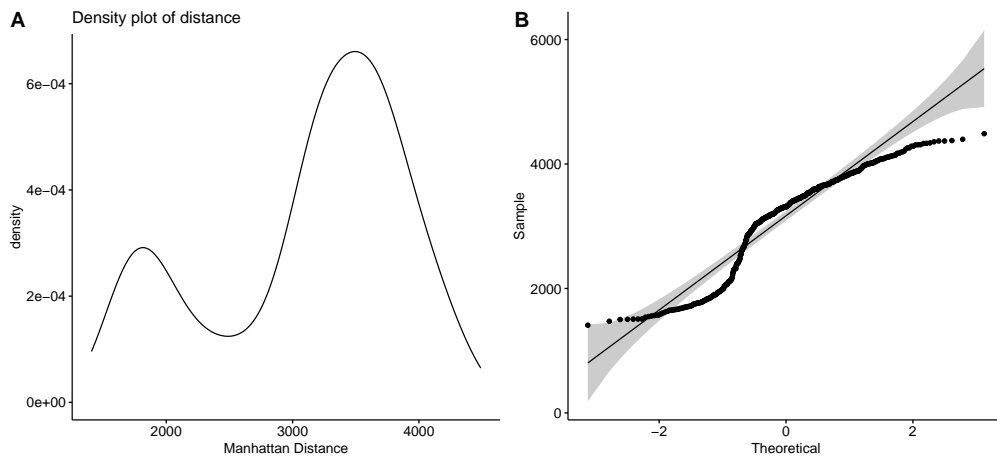 A
Density plot of distance
6e−04
4e−04
2e−04
0e+00
density
2000
3000
4000
Manhattan Distance
B
6000
4000
2000
0
Sample
−2
0
2
Theoretical